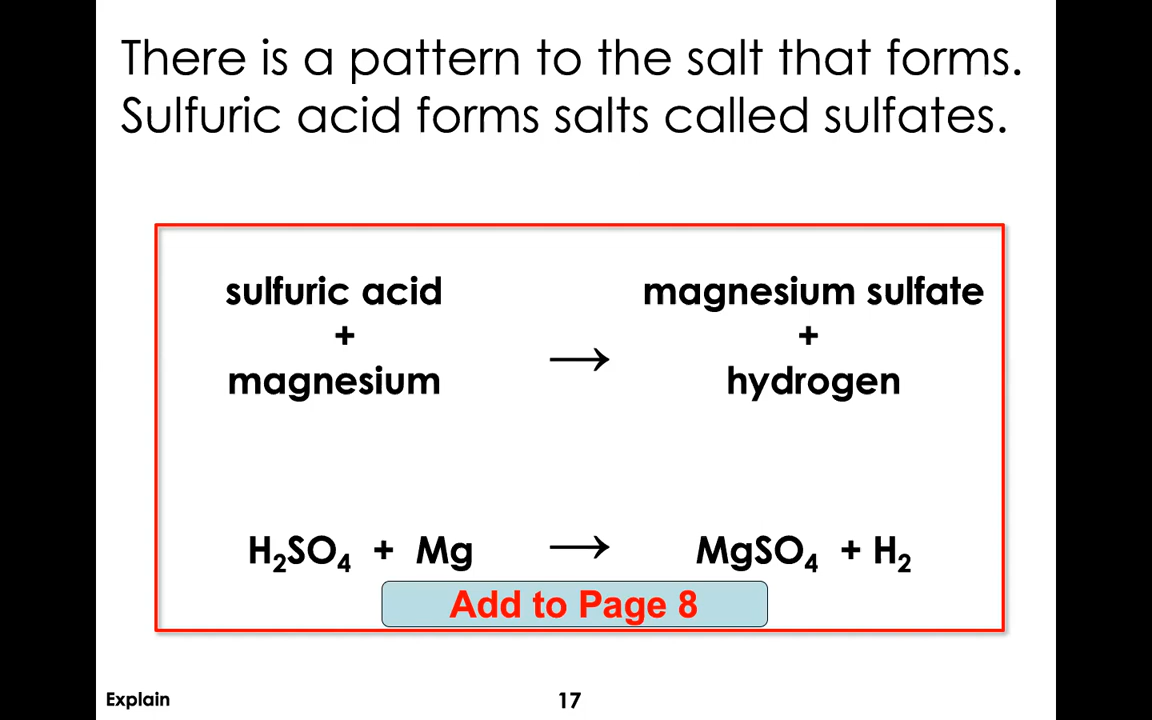 There is a pattern to the salt that forms.
Sulfuric acid forms salts called sulfates.
sulfuric acid
+
magnesium
→
magnesium sulfate
+
hydrogen
H₂SO₄ + Mg → MgSO₄ + H₂
Add to Page 8
Explain
17